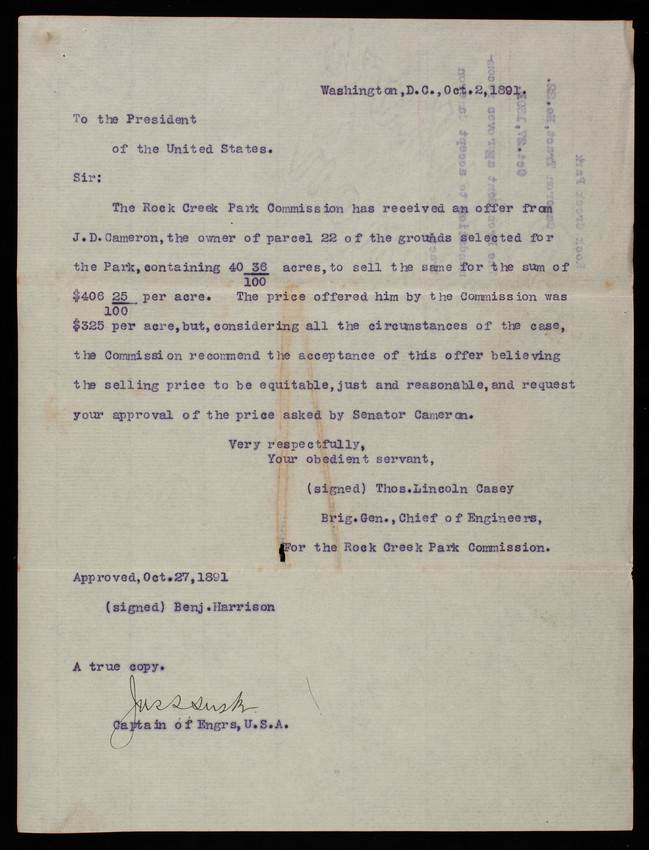 Washington,D.C.,Oct.2,1891.
To the President
of the United States.
Sir:
The Rock Creek Park Commission has received an offer from
J.D.Cameron,the owner of parcel 22 of the grounds selected for
the Park,containing 40 36/100 acres,to sell the same for the sum of
$406 25/100 per acre. The price offered him by the Commission was
$325 per acre,but,considering all the circumstances of the case,
the Commission recommend the acceptance of this offer believing
the selling price to be equitable,just and reasonable,and request
your approval of the price asked by Senator Cameron.
Very respectfully,
Your obedient servant,
(signed) Thos.Lincoln Casey
Brig.Gen.,Chief of Engineers,
For the Rock Creek Park Commission.
Approved,Oct.27,1891
(signed) Benj.Harrison
A true copy.
Captain of Engrs,U.S.A.
Rock Creek Park
Oct.27,1891